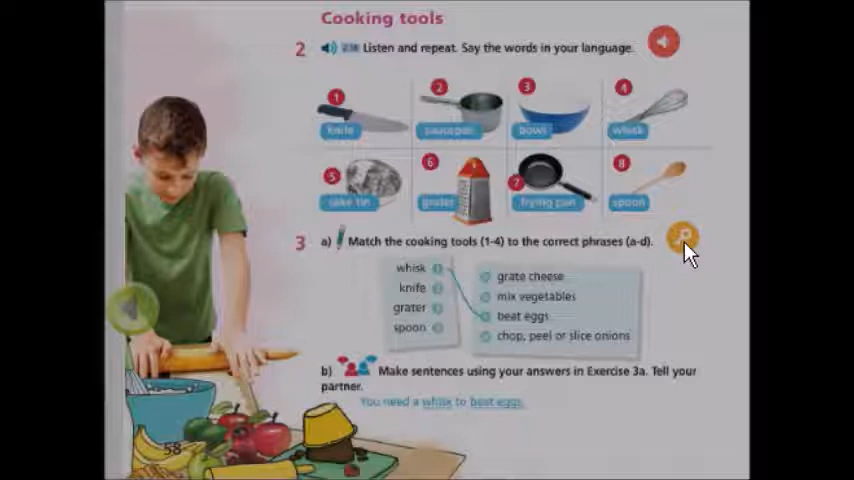 Cooking tools
2 Listen and repeat. Say the words in your language.
1 2 3 4
knife saucepan bowl whisk
5 6 7 8
cake tin grater frying pan spoon
3 a) Match the cooking tools (1-4) to the correct phrases (a-d).
whisk
knife
grater
spoon
grate cheese
mix vegetables
beat eggs
chop, peel or slice onions
b) Make sentences using your answers in Exercise 3a. Tell your
partner.
You need a whisk to beat eggs.
58